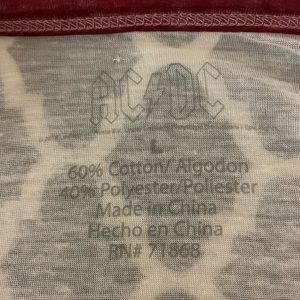 AC/DC
L
60% Cotton/ Algodon
40% Polyester/Poliester
Made in China
Hecho en China
RN# 71868